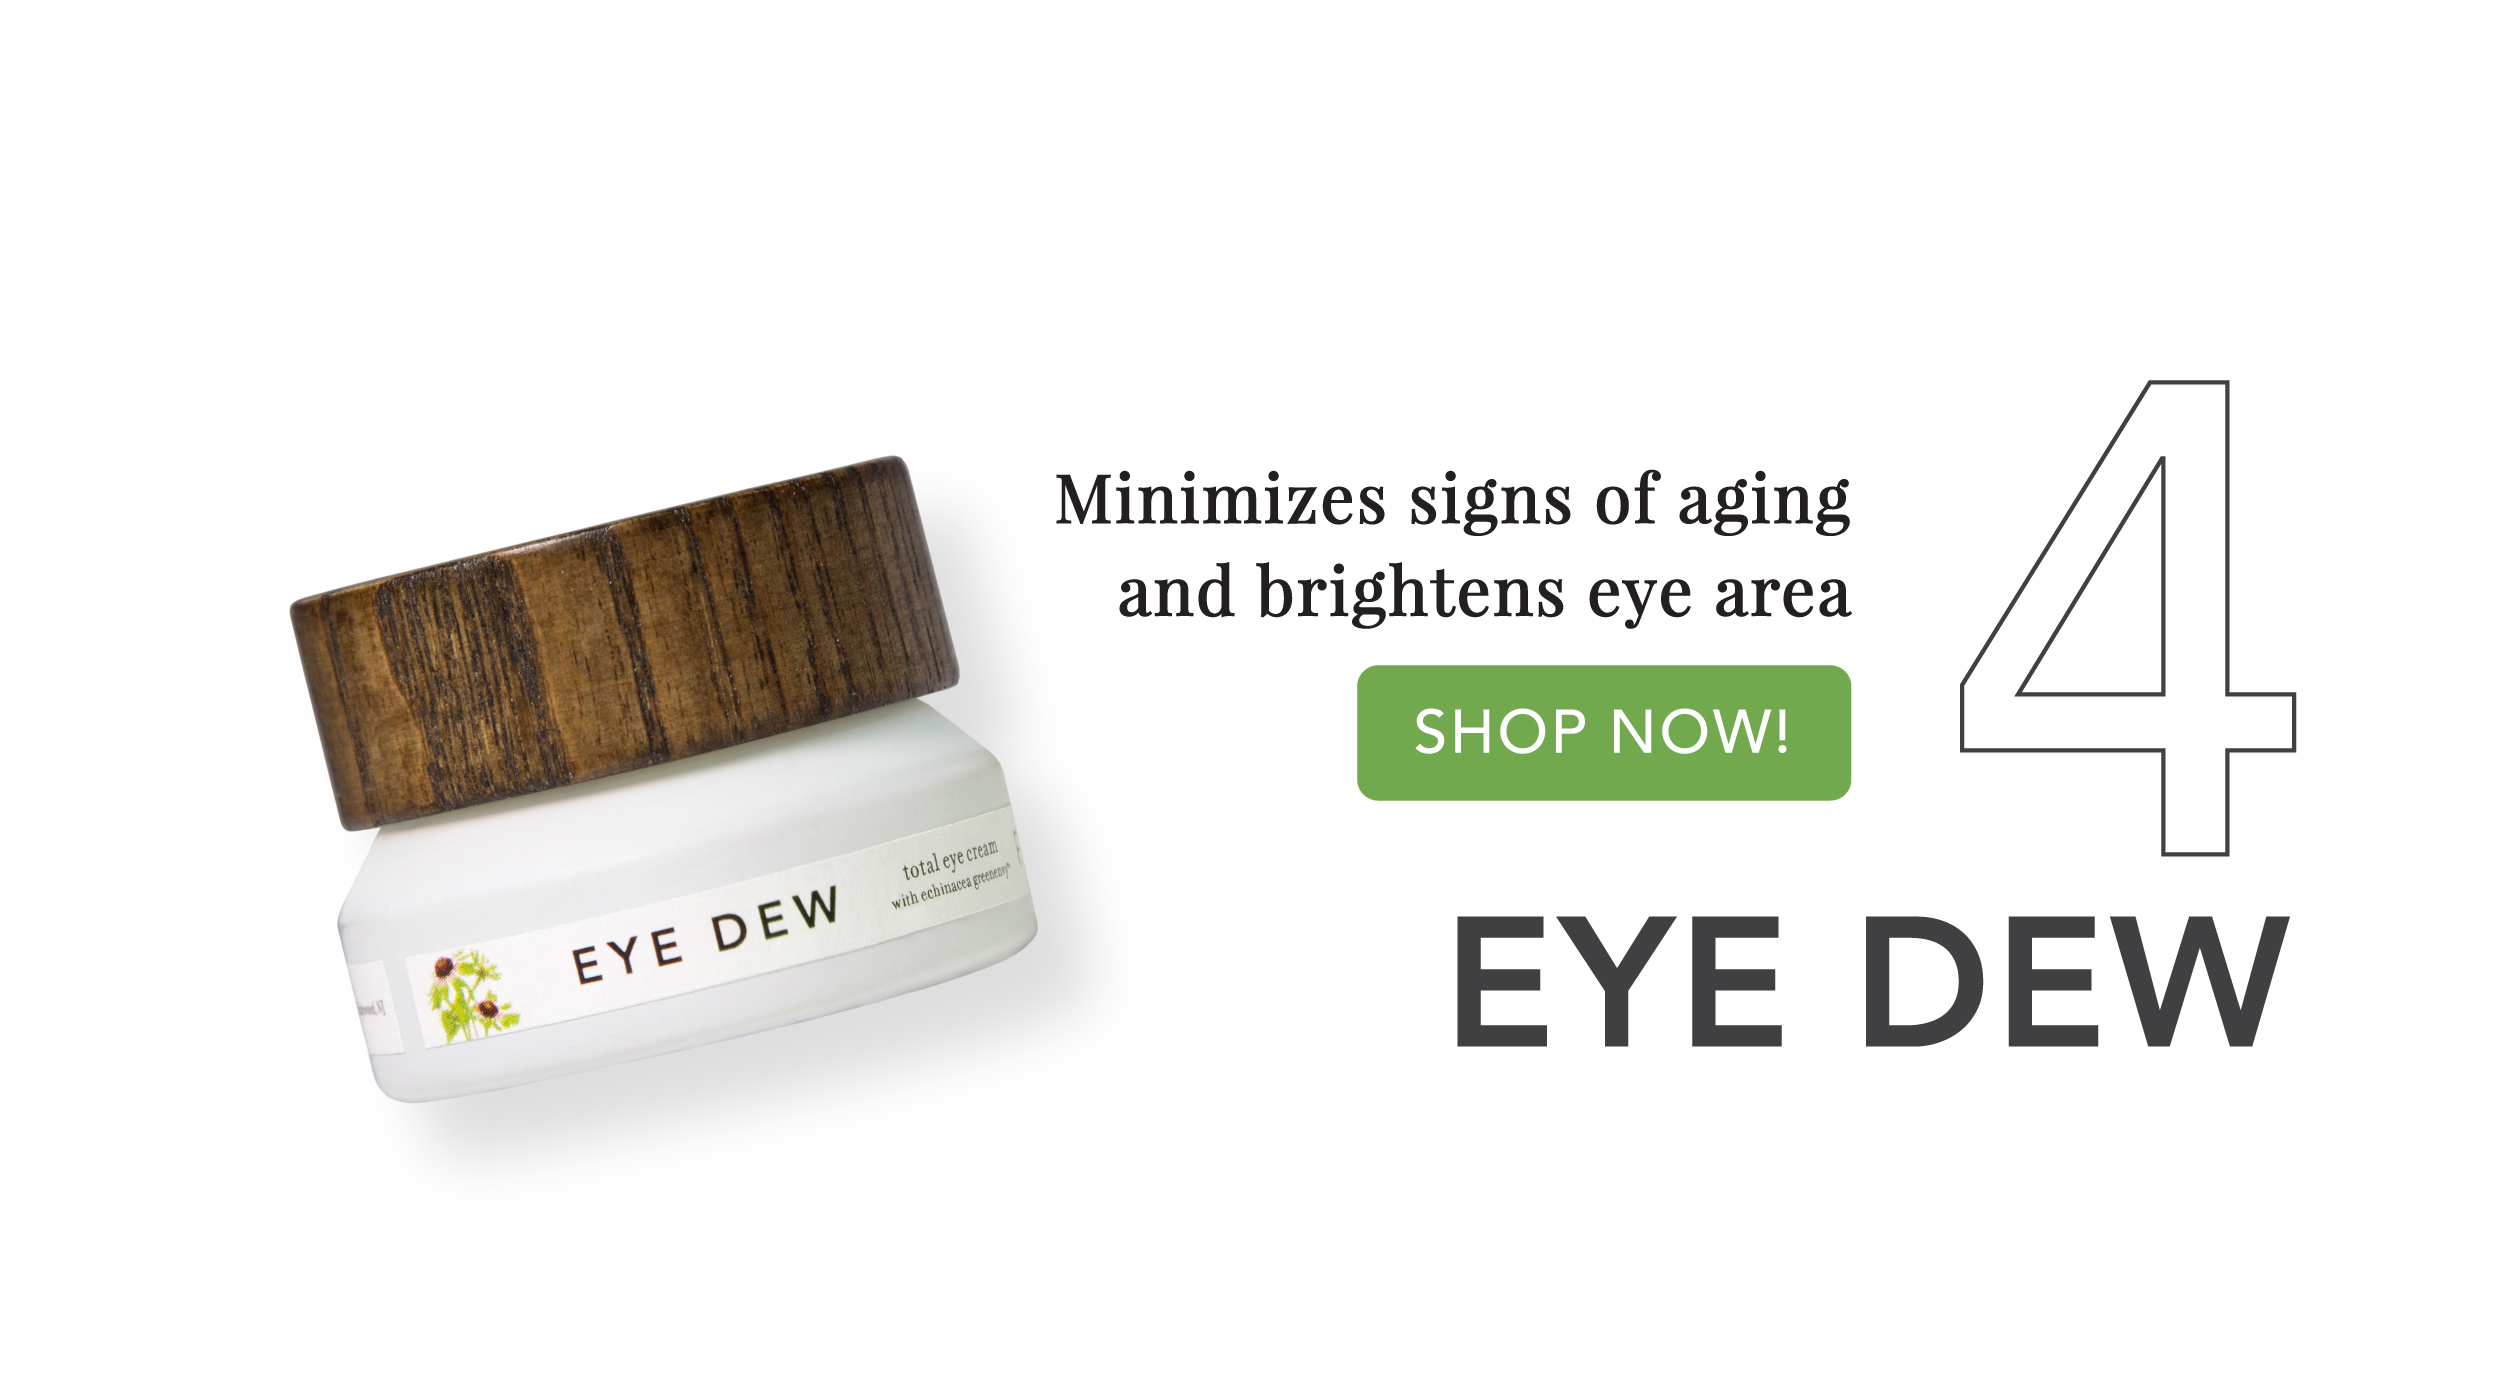 Minimizes signs of aging
and brightens eye area
SHOP NOW!
4
EYE DEW
EYE DEW
total eye cream
with echinacea greenenvy™